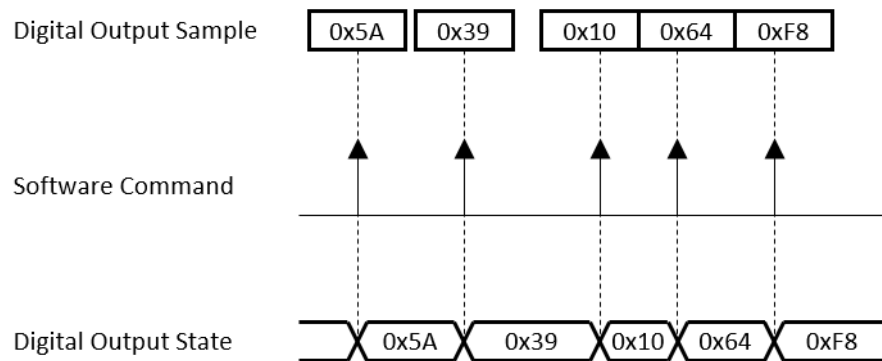 Digital Output Sample 0x5A 0x39 0x10 0x64 0xF8
Software Command
Digital Output State 0x5A 0x39 0x10 0x64 0xF8